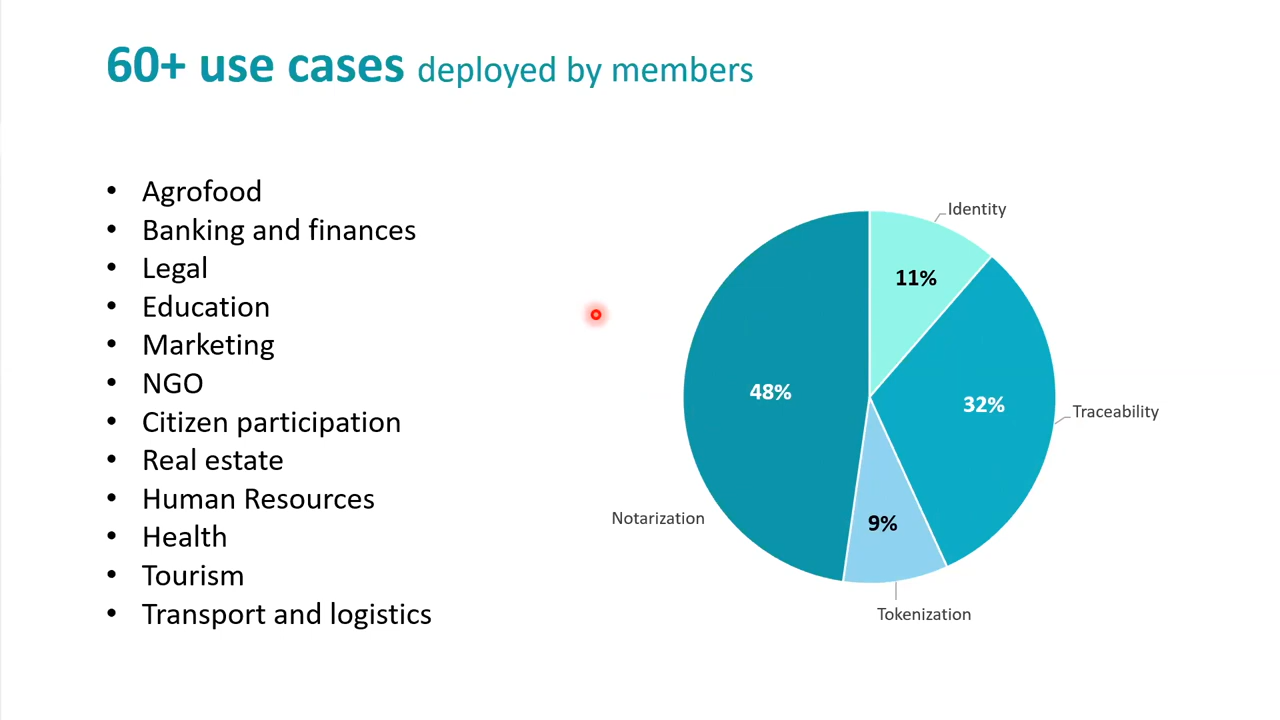 60+ use cases deployed by members
• Agrofood
• Banking and finances
• Legal
• Education
• Marketing
• NGO
• Citizen participation
• Real estate
• Human Resources
• Health
• Tourism
• Transport and logistics
Identity
11%
48%
32%
Traceability
Notarization
9%
Tokenization